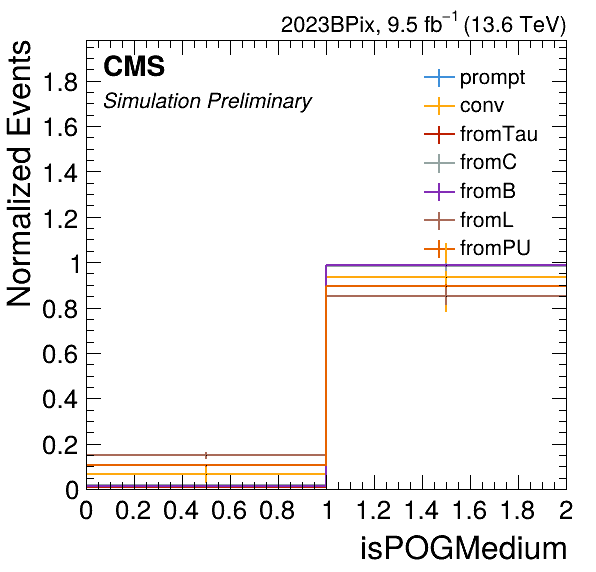 2023BPix, 9.5 fb⁻¹ (13.6 TeV)
CMS
Simulation Preliminary
prompt
conv
fromTau
fromC
fromB
fromL
fromPU
Normalized Events
1.8
1.6
1.4
1.2
1
0.8
0.6
0.4
0.2
0
0 0.2 0.4 0.6 0.8 1 1.2 1.4 1.6 1.8 2
isPOGMedium